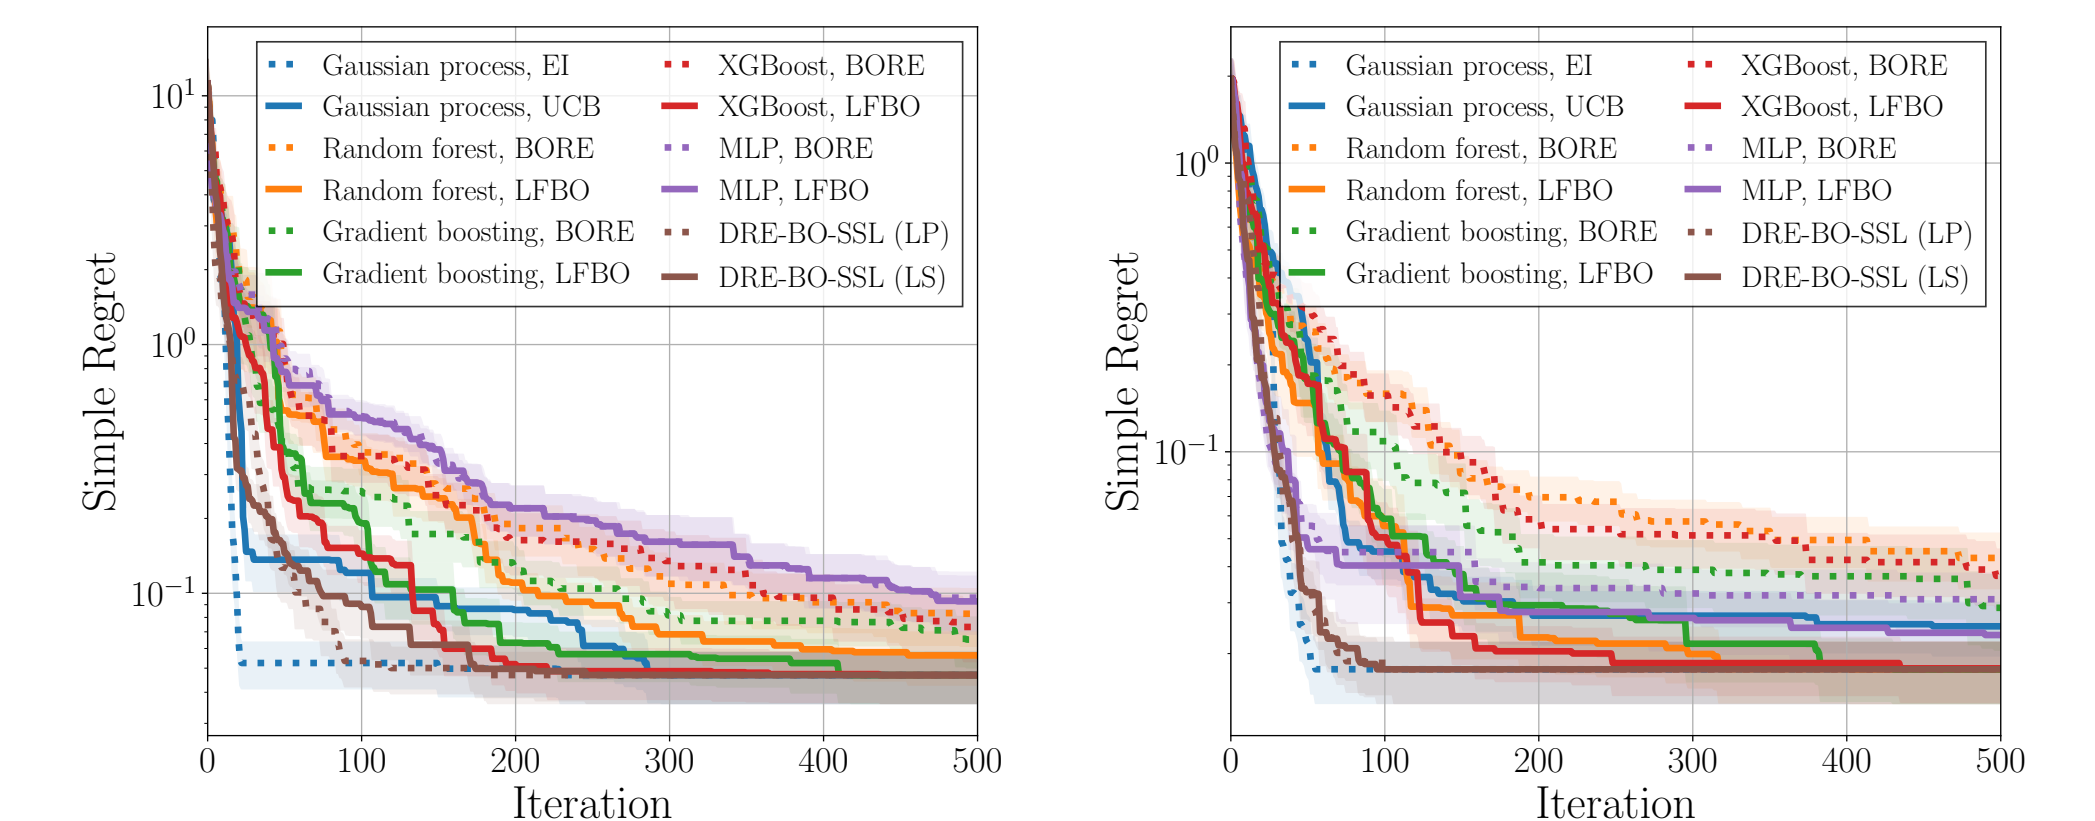 Simple Regret
10^1
10^0
10^-1
Gaussian process, EI
Gaussian process, UCB
Random forest, BORE
Random forest, LFBO
Gradient boosting, BORE
Gradient boosting, LFBO
XGBoost, BORE
XGBoost, LFBO
MLP, BORE
MLP, LFBO
DRE-BO-SSL (LP)
DRE-BO-SSL (LS)
0 100 200 300 400 500
Iteration
Simple Regret
10^0
10^-1
Gaussian process, EI
Gaussian process, UCB
Random forest, BORE
Random forest, LFBO
Gradient boosting, BORE
Gradient boosting, LFBO
XGBoost, BORE
XGBoost, LFBO
MLP, BORE
MLP, LFBO
DRE-BO-SSL (LP)
DRE-BO-SSL (LS)
0 100 200 300 400 500
Iteration